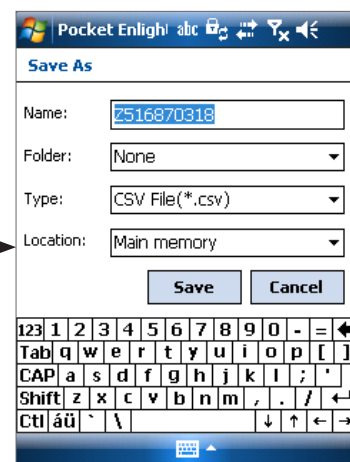 Pocket Enligh abc
Save As
Name: Z516870318
Folder: None
Type: CSV File(*.csv)
Location: Main memory
Save Cancel
123 1 2 3 4 5 6 7 8 9 0 - =
Tab q w e r t y u i o p [ ]
CAP a s d f g h j k l ; '
Shift z x c v b n m , . /
Ctl áü ` \ ↓ ↑ ← →